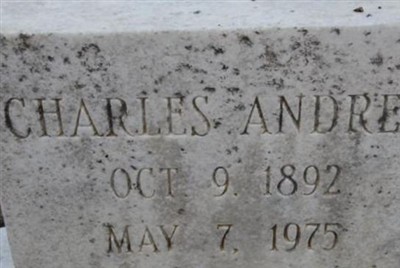 CHARLES ANDRE
OCT 9, 1892
MAY 7, 1975